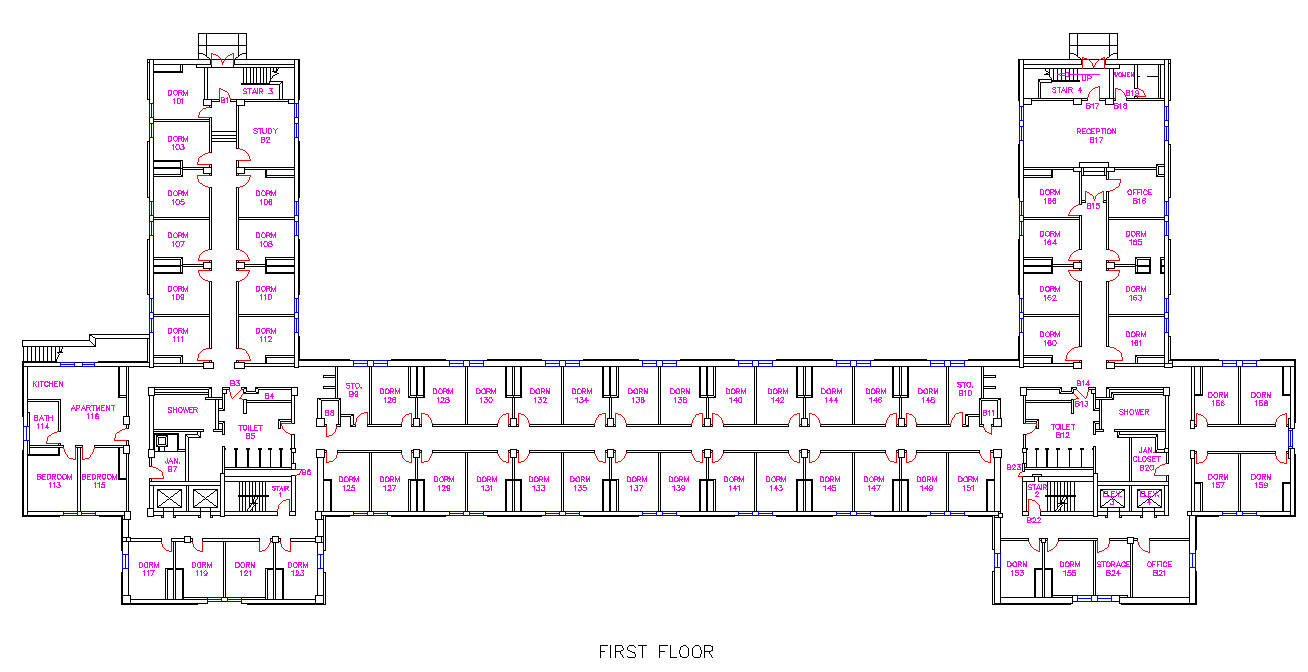 UP
WOMEN
STAIR 3
STAIR 4
DORM
101
B1
B19
B17
B18
STUDY
B2
RECEPTION
B17
DORM
103
DORM
105
DORM
106
DORM
166
OFFICE
B16
B15
DORM
107
DORM
108
DORM
164
DORM
165
DORM
109
DORM
110
DORM
162
DORM
163
DORM
111
DORM
112
DORM
160
DORM
161
KITCHEN
APARTMENT
116
BATH
114
BEDROOM
113
BEDROOM
115
B3
B4
SHOWER
TOILET
B5
JAN.
B7
B6
STAIR
1
STO.
B9
B8
DORM
126
DORM
128
DORM
130
DORM
132
DORM
134
DORM
136
DORM
138
DORM
140
DORM
142
DORM
144
DORM
146
DORM
148
STO.
B10
B11
DORM
125
DORM
127
DORM
129
DORM
131
DORM
133
DORM
135
DORM
137
DORM
139
DORM
141
DORM
143
DORM
145
DORM
147
DORM
149
DORM
151
B14
B13
TOILET
B12
SHOWER
JAN.
CLOSET
B20
B23
STAIR
2
B22
ELEV.
3
ELEV.
DORM
156
DORM
158
DORM
157
DORM
159
DORM
117
DORM
119
DORM
121
DORM
123
DORM
153
DORM
155
STORAGE
B24
OFFICE
B21
FIRST FLOOR